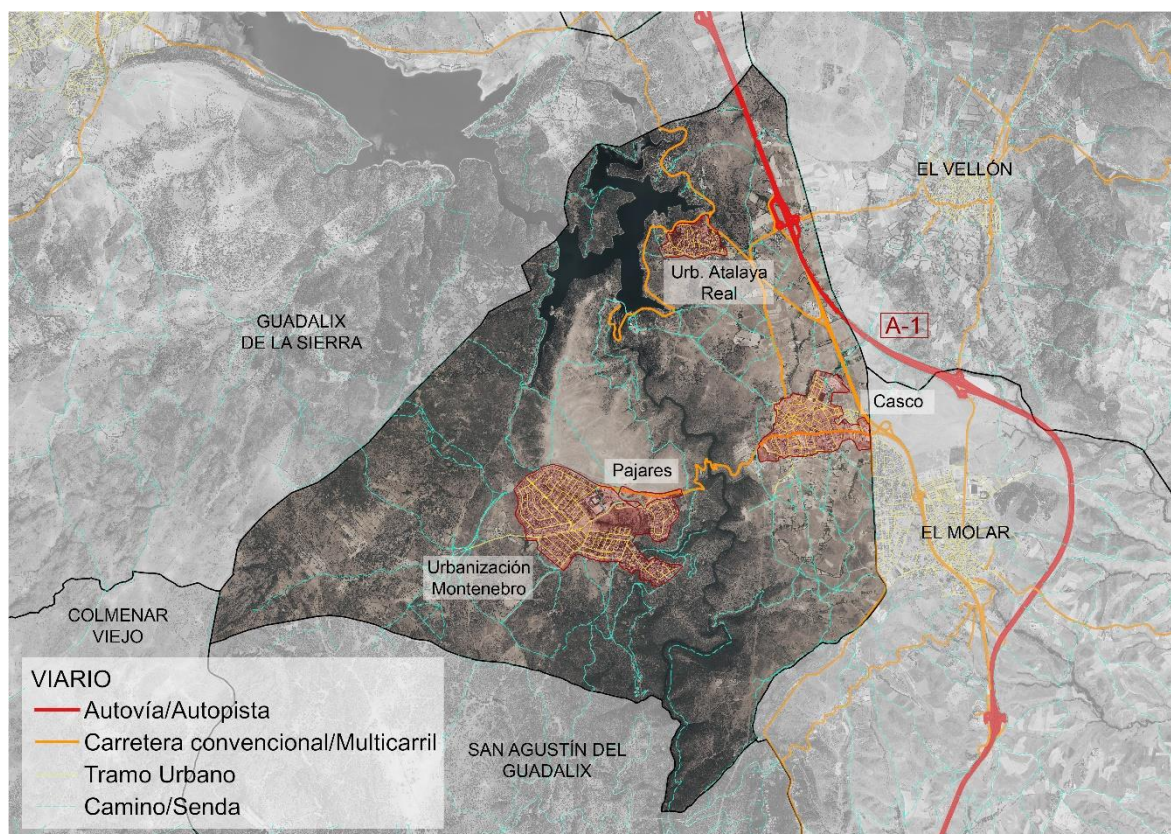 EL VELLÓN
Urb. Atalaya
Real
GUADALIX
DE LA SIERRA
A-1
Casco
Pajares
EL MOLAR
Urbanización
Montenebro
COLMENAR
VIEJO
VIARIO
Autovía/Autopista
Carretera convencional/Multicarril
Tramo Urbano
Camino/Senda
SAN AGUSTÍN DEL
GUADALIX